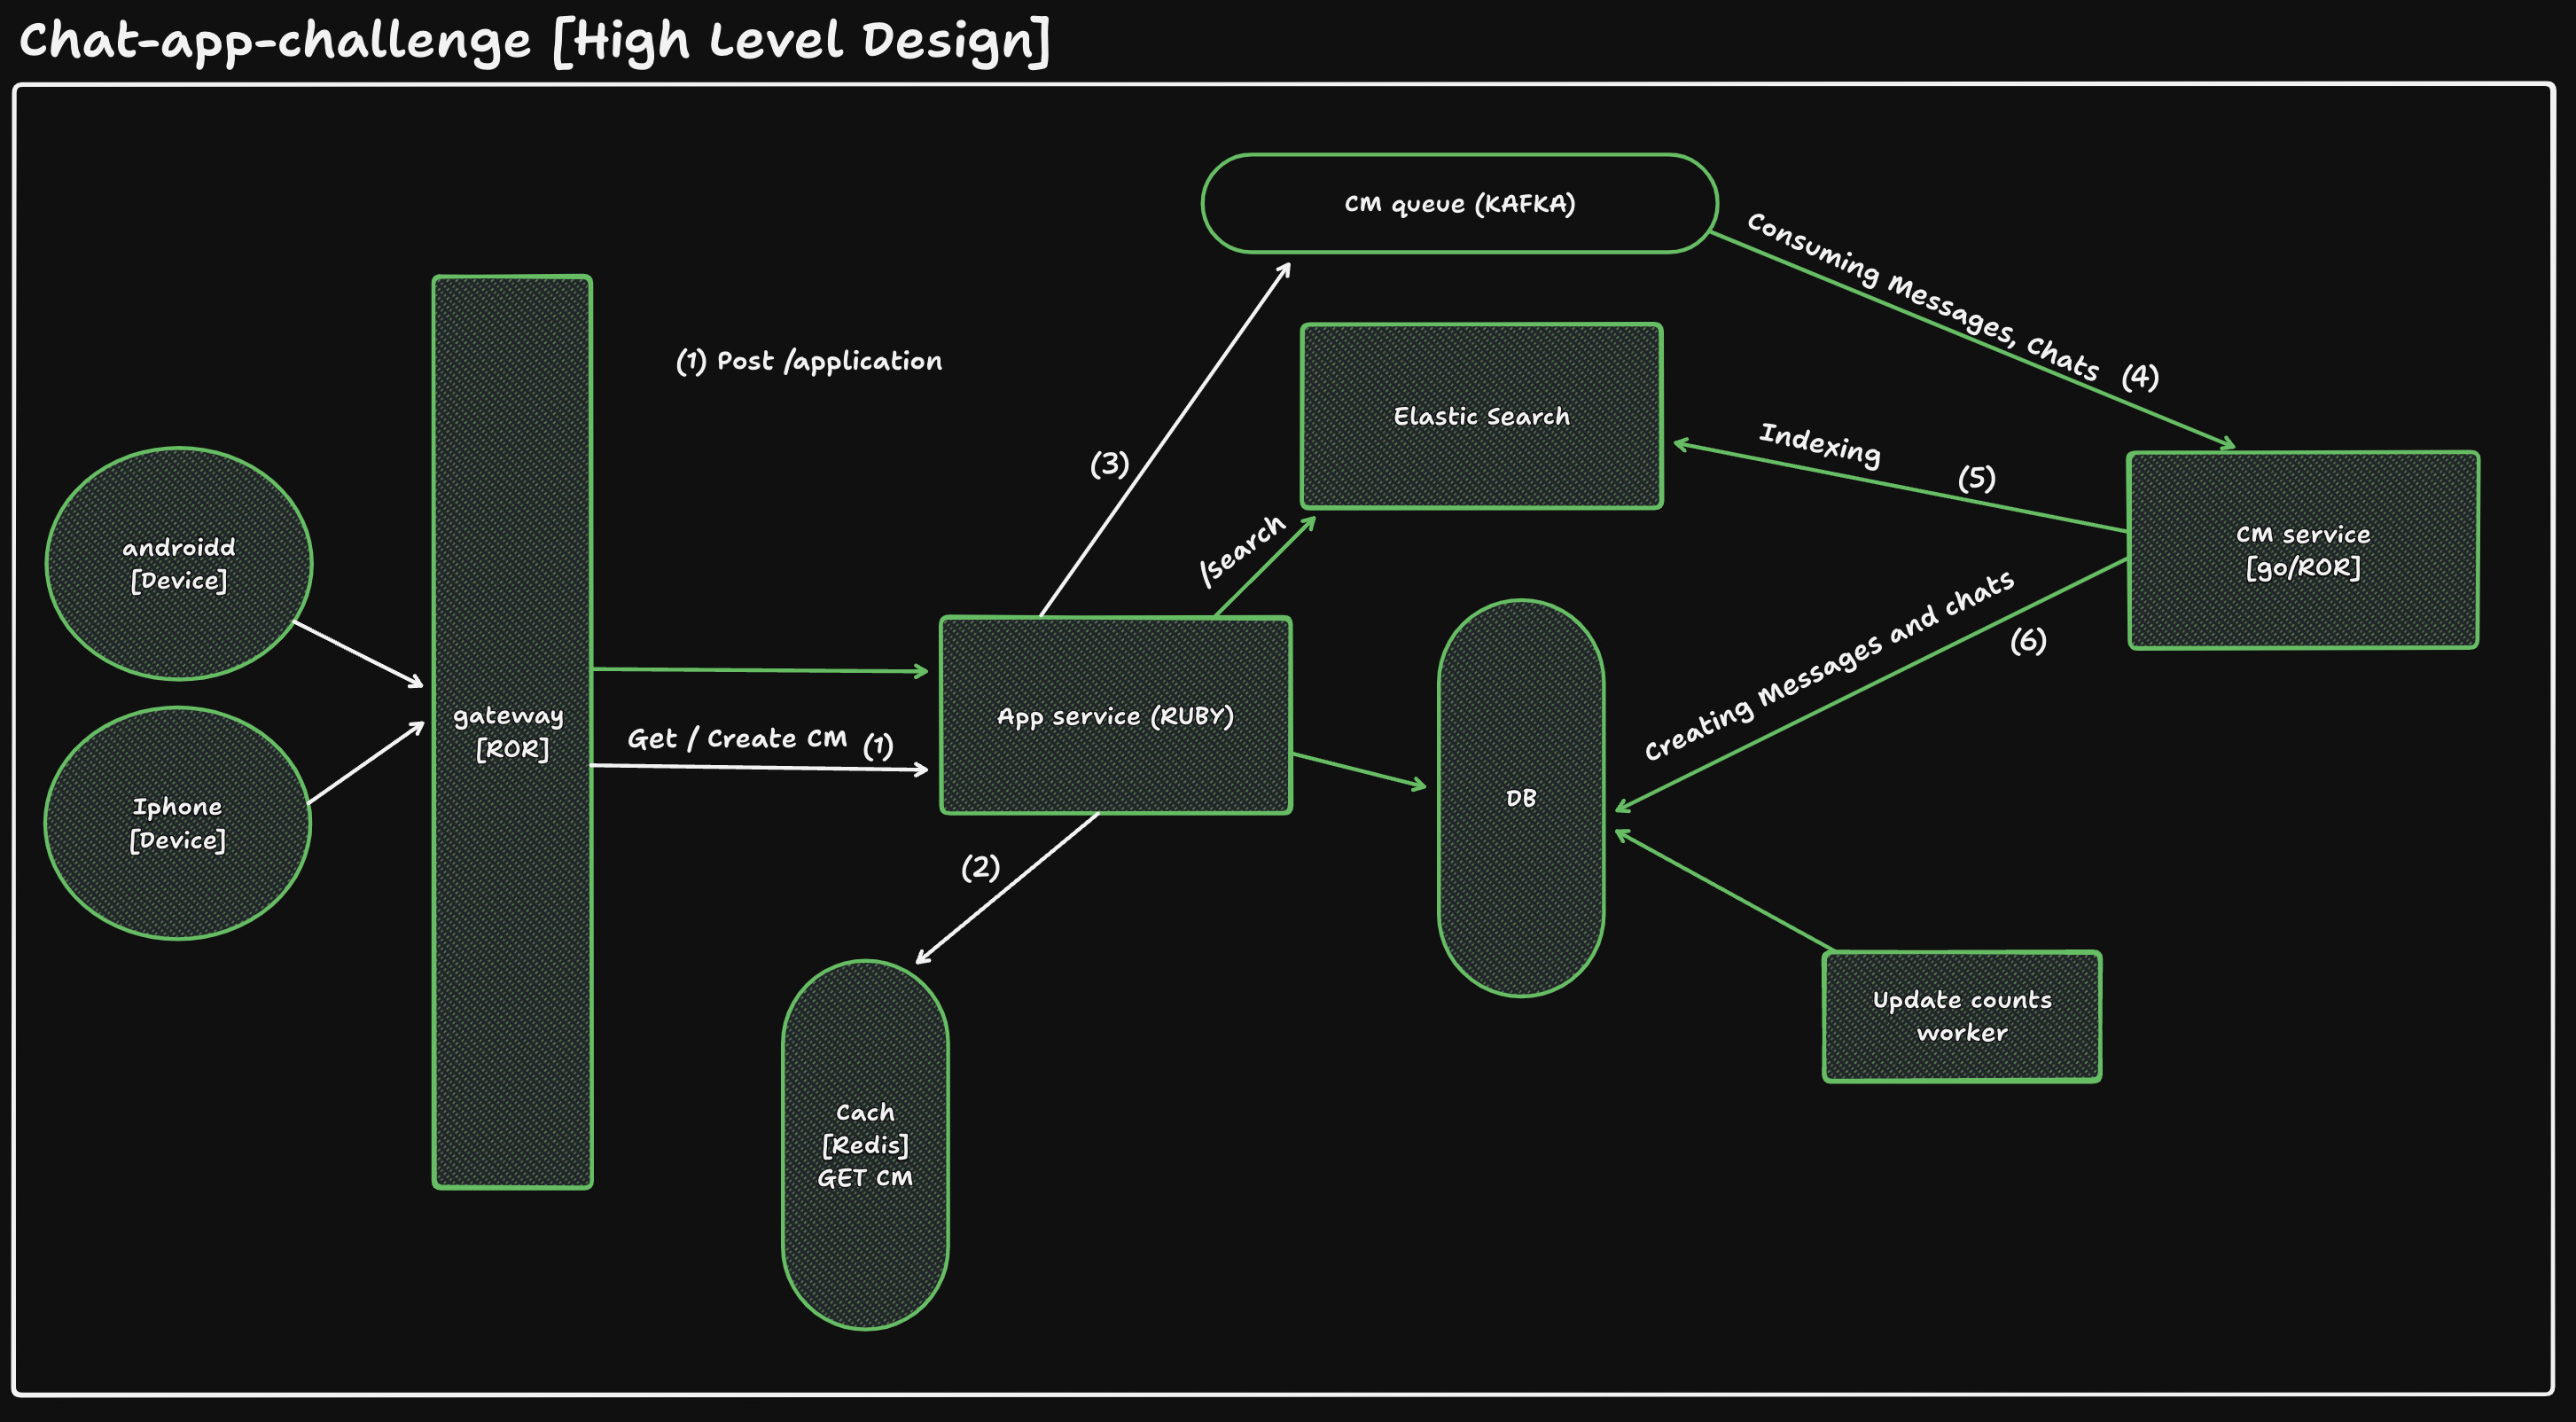 Chat-app-challenge [High Level Design]
CM queue (KAFKA)
Consuming Messages, Chats (4)
(1) Post /application
Elastic Search
Indexing
(5)
(3)
/search
androidd
[Device]
CM service
[go/ROR]
Creating Messages and chats
(6)
gateway
[ROR]
Get / Create CM (1)
App service (RUBY)
DB
Iphone
[Device]
(2)
Update counts
worker
Cach
[Redis]
GET CM